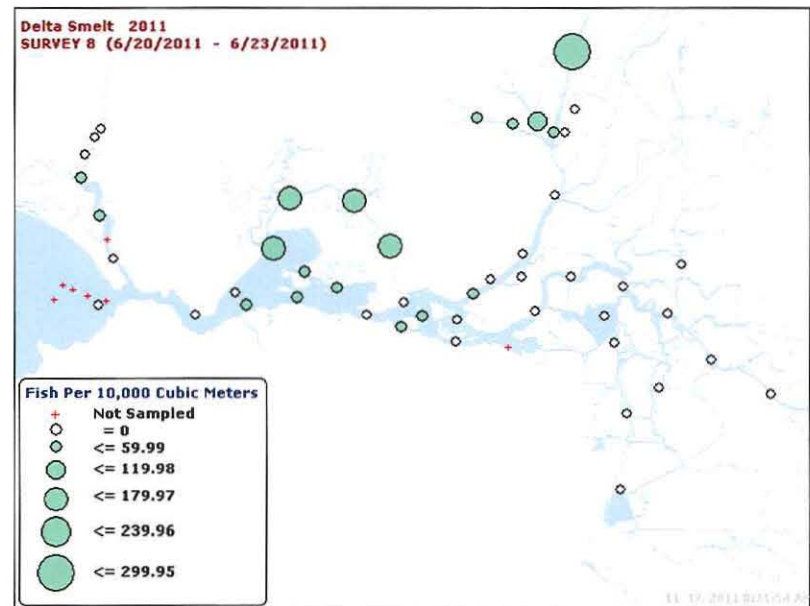 Delta Smelt 2011
SURVEY 8 (6/20/2011 - 6/23/2011)
Fish Per 10,000 Cubic Meters
Not Sampled
= 0
<= 59.99
<= 119.98
<= 179.97
<= 239.96
<= 299.95